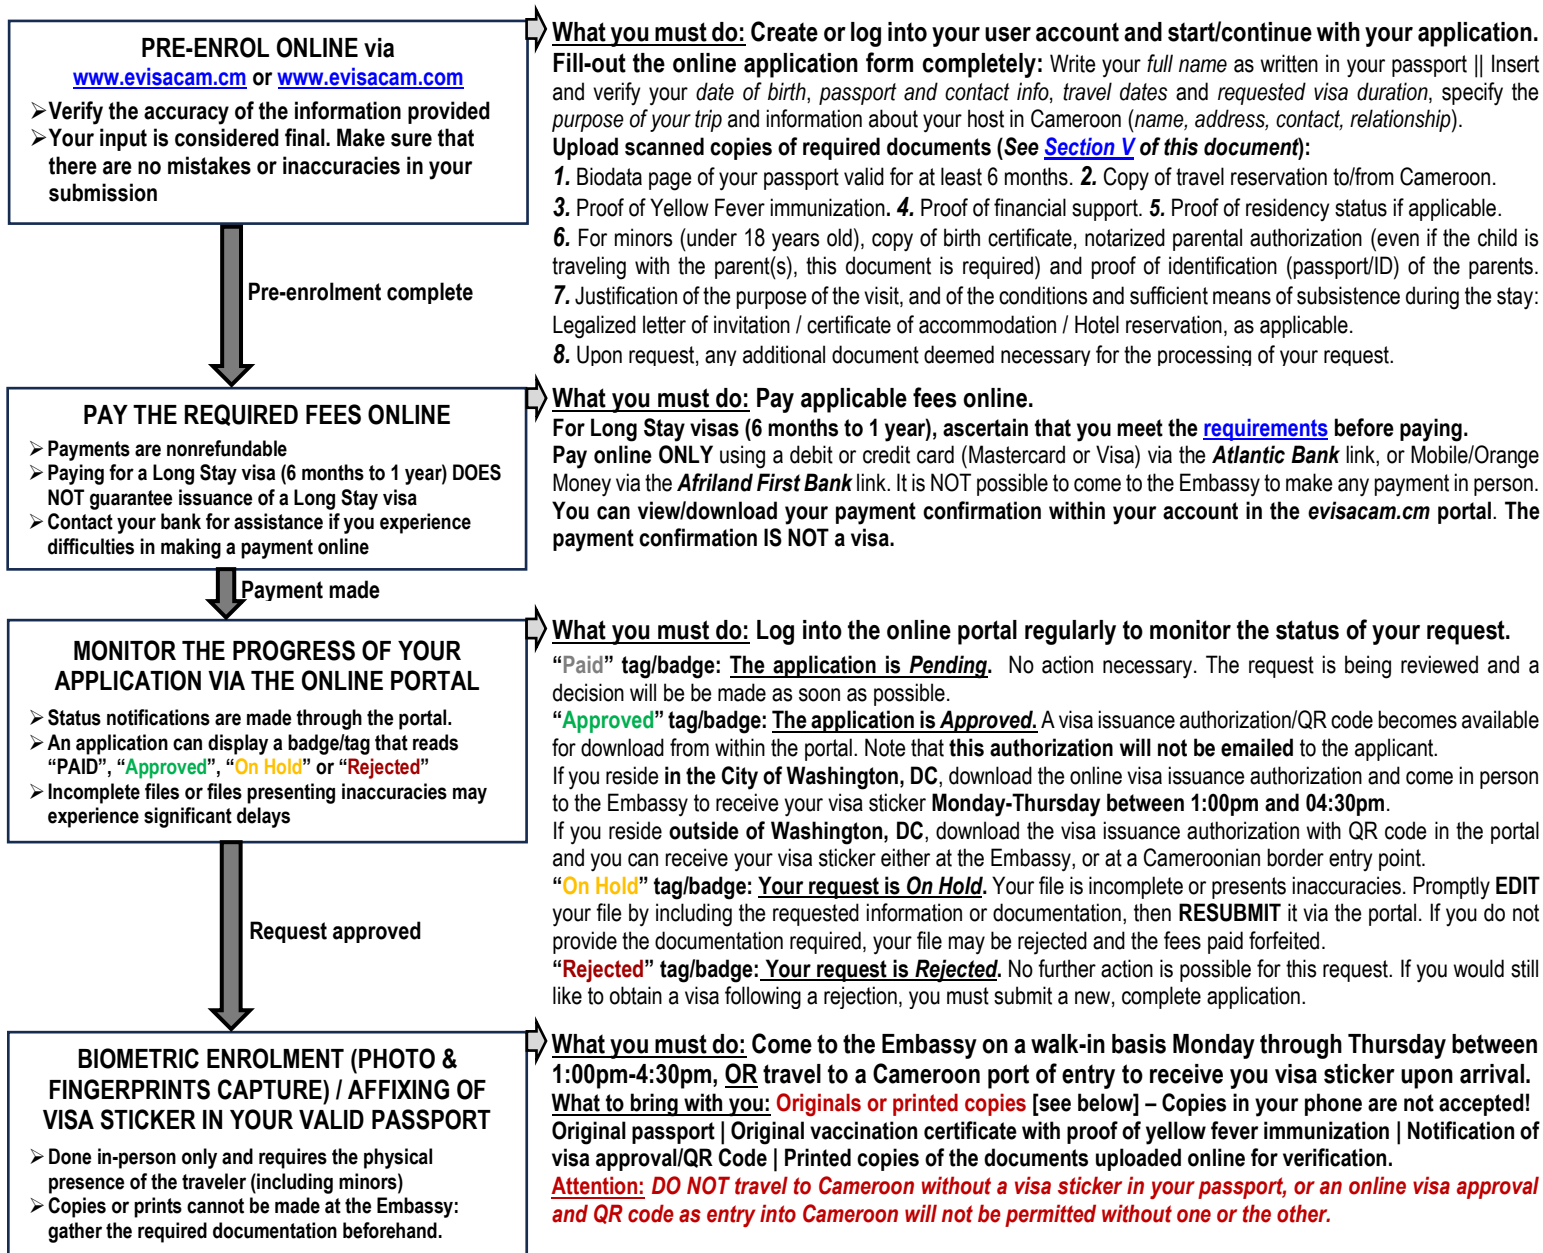 PRE-ENROL ONLINE via
www.evisacam.cm or www.evisacam.com
➢Verify the accuracy of the information provided
➢Your input is considered final. Make sure that
there are no mistakes or inaccuracies in your
submission
What you must do: Create or log into your user account and start/continue with your application.
Fill-out the online application form completely: Write your full name as written in your passport || Insert
and verify your date of birth, passport and contact info, travel dates and requested visa duration, specify the
purpose of your trip and information about your host in Cameroon (name, address, contact, relationship).
Upload scanned copies of required documents (See Section V of this document):
1. Biodata page of your passport valid for at least 6 months. 2. Copy of travel reservation to/from Cameroon.
3. Proof of Yellow Fever immunization. 4. Proof of financial support. 5. Proof of residency status if applicable.
6. For minors (under 18 years old), copy of birth certificate, notarized parental authorization (even if the child is
traveling with the parent(s), this document is required) and proof of identification (passport/ID) of the parents.
7. Justification of the purpose of the visit, and of the conditions and sufficient means of subsistence during the stay:
Legalized letter of invitation / certificate of accommodation / Hotel reservation, as applicable.
8. Upon request, any additional document deemed necessary for the processing of your request.
Pre-enrolment complete
PAY THE REQUIRED FEES ONLINE
➢Payments are nonrefundable
➢Paying for a Long Stay visa (6 months to 1 year) DOES
NOT guarantee issuance of a Long Stay visa
➢Contact your bank for assistance if you experience
difficulties in making a payment online
What you must do: Pay applicable fees online.
For Long Stay visas (6 months to 1 year), ascertain that you meet the requirements before paying.
Pay online ONLY using a debit or credit card (Mastercard or Visa) via the Atlantic Bank link, or Mobile/Orange
Money via the Afriland First Bank link. It is NOT possible to come to the Embassy to make any payment in person.
You can view/download your payment confirmation within your account in the evisacam.cm portal. The
payment confirmation IS NOT a visa.
Payment made
MONITOR THE PROGRESS OF YOUR
APPLICATION VIA THE ONLINE PORTAL
➢Status notifications are made through the portal.
➢An application can display a badge/tag that reads
“PAID”, “Approved”, “On Hold” or “Rejected”
➢Incomplete files or files presenting inaccuracies may
experience significant delays
What you must do: Log into the online portal regularly to monitor the status of your request.
“Paid” tag/badge: The application is Pending. No action necessary. The request is being reviewed and a
decision will be be made as soon as possible.
“Approved” tag/badge: The application is Approved. A visa issuance authorization/QR code becomes available
for download from within the portal. Note that this authorization will not be emailed to the applicant.
If you reside in the City of Washington, DC, download the online visa issuance authorization and come in person
to the Embassy to receive your visa sticker Monday-Thursday between 1:00pm and 04:30pm.
If you reside outside of Washington, DC, download the visa issuance authorization with QR code in the portal
and you can receive your visa sticker either at the Embassy, or at a Cameroonian border entry point.
“On Hold” tag/badge: Your request is On Hold. Your file is incomplete or presents inaccuracies. Promptly EDIT
your file by including the requested information or documentation, then RESUBMIT it via the portal. If you do not
provide the documentation required, your file may be rejected and the fees paid forfeited.
“Rejected” tag/badge: Your request is Rejected. No further action is possible for this request. If you would still
like to obtain a visa following a rejection, you must submit a new, complete application.
Request approved
BIOMETRIC ENROLMENT (PHOTO &
FINGERPRINTS CAPTURE) / AFFIXING OF
VISA STICKER IN YOUR VALID PASSPORT
➢Done in-person only and requires the physical
presence of the traveler (including minors)
➢Copies or prints cannot be made at the Embassy:
gather the required documentation beforehand.
What you must do: Come to the Embassy on a walk-in basis Monday through Thursday between
1:00pm-4:30pm, OR travel to a Cameroon port of entry to receive you visa sticker upon arrival.
What to bring with you: Originals or printed copies [see below] – Copies in your phone are not accepted!
Original passport | Original vaccination certificate with proof of yellow fever immunization | Notification of
visa approval/QR Code | Printed copies of the documents uploaded online for verification.
Attention: DO NOT travel to Cameroon without a visa sticker in your passport, or an online visa approval
and QR code as entry into Cameroon will not be permitted without one or the other.